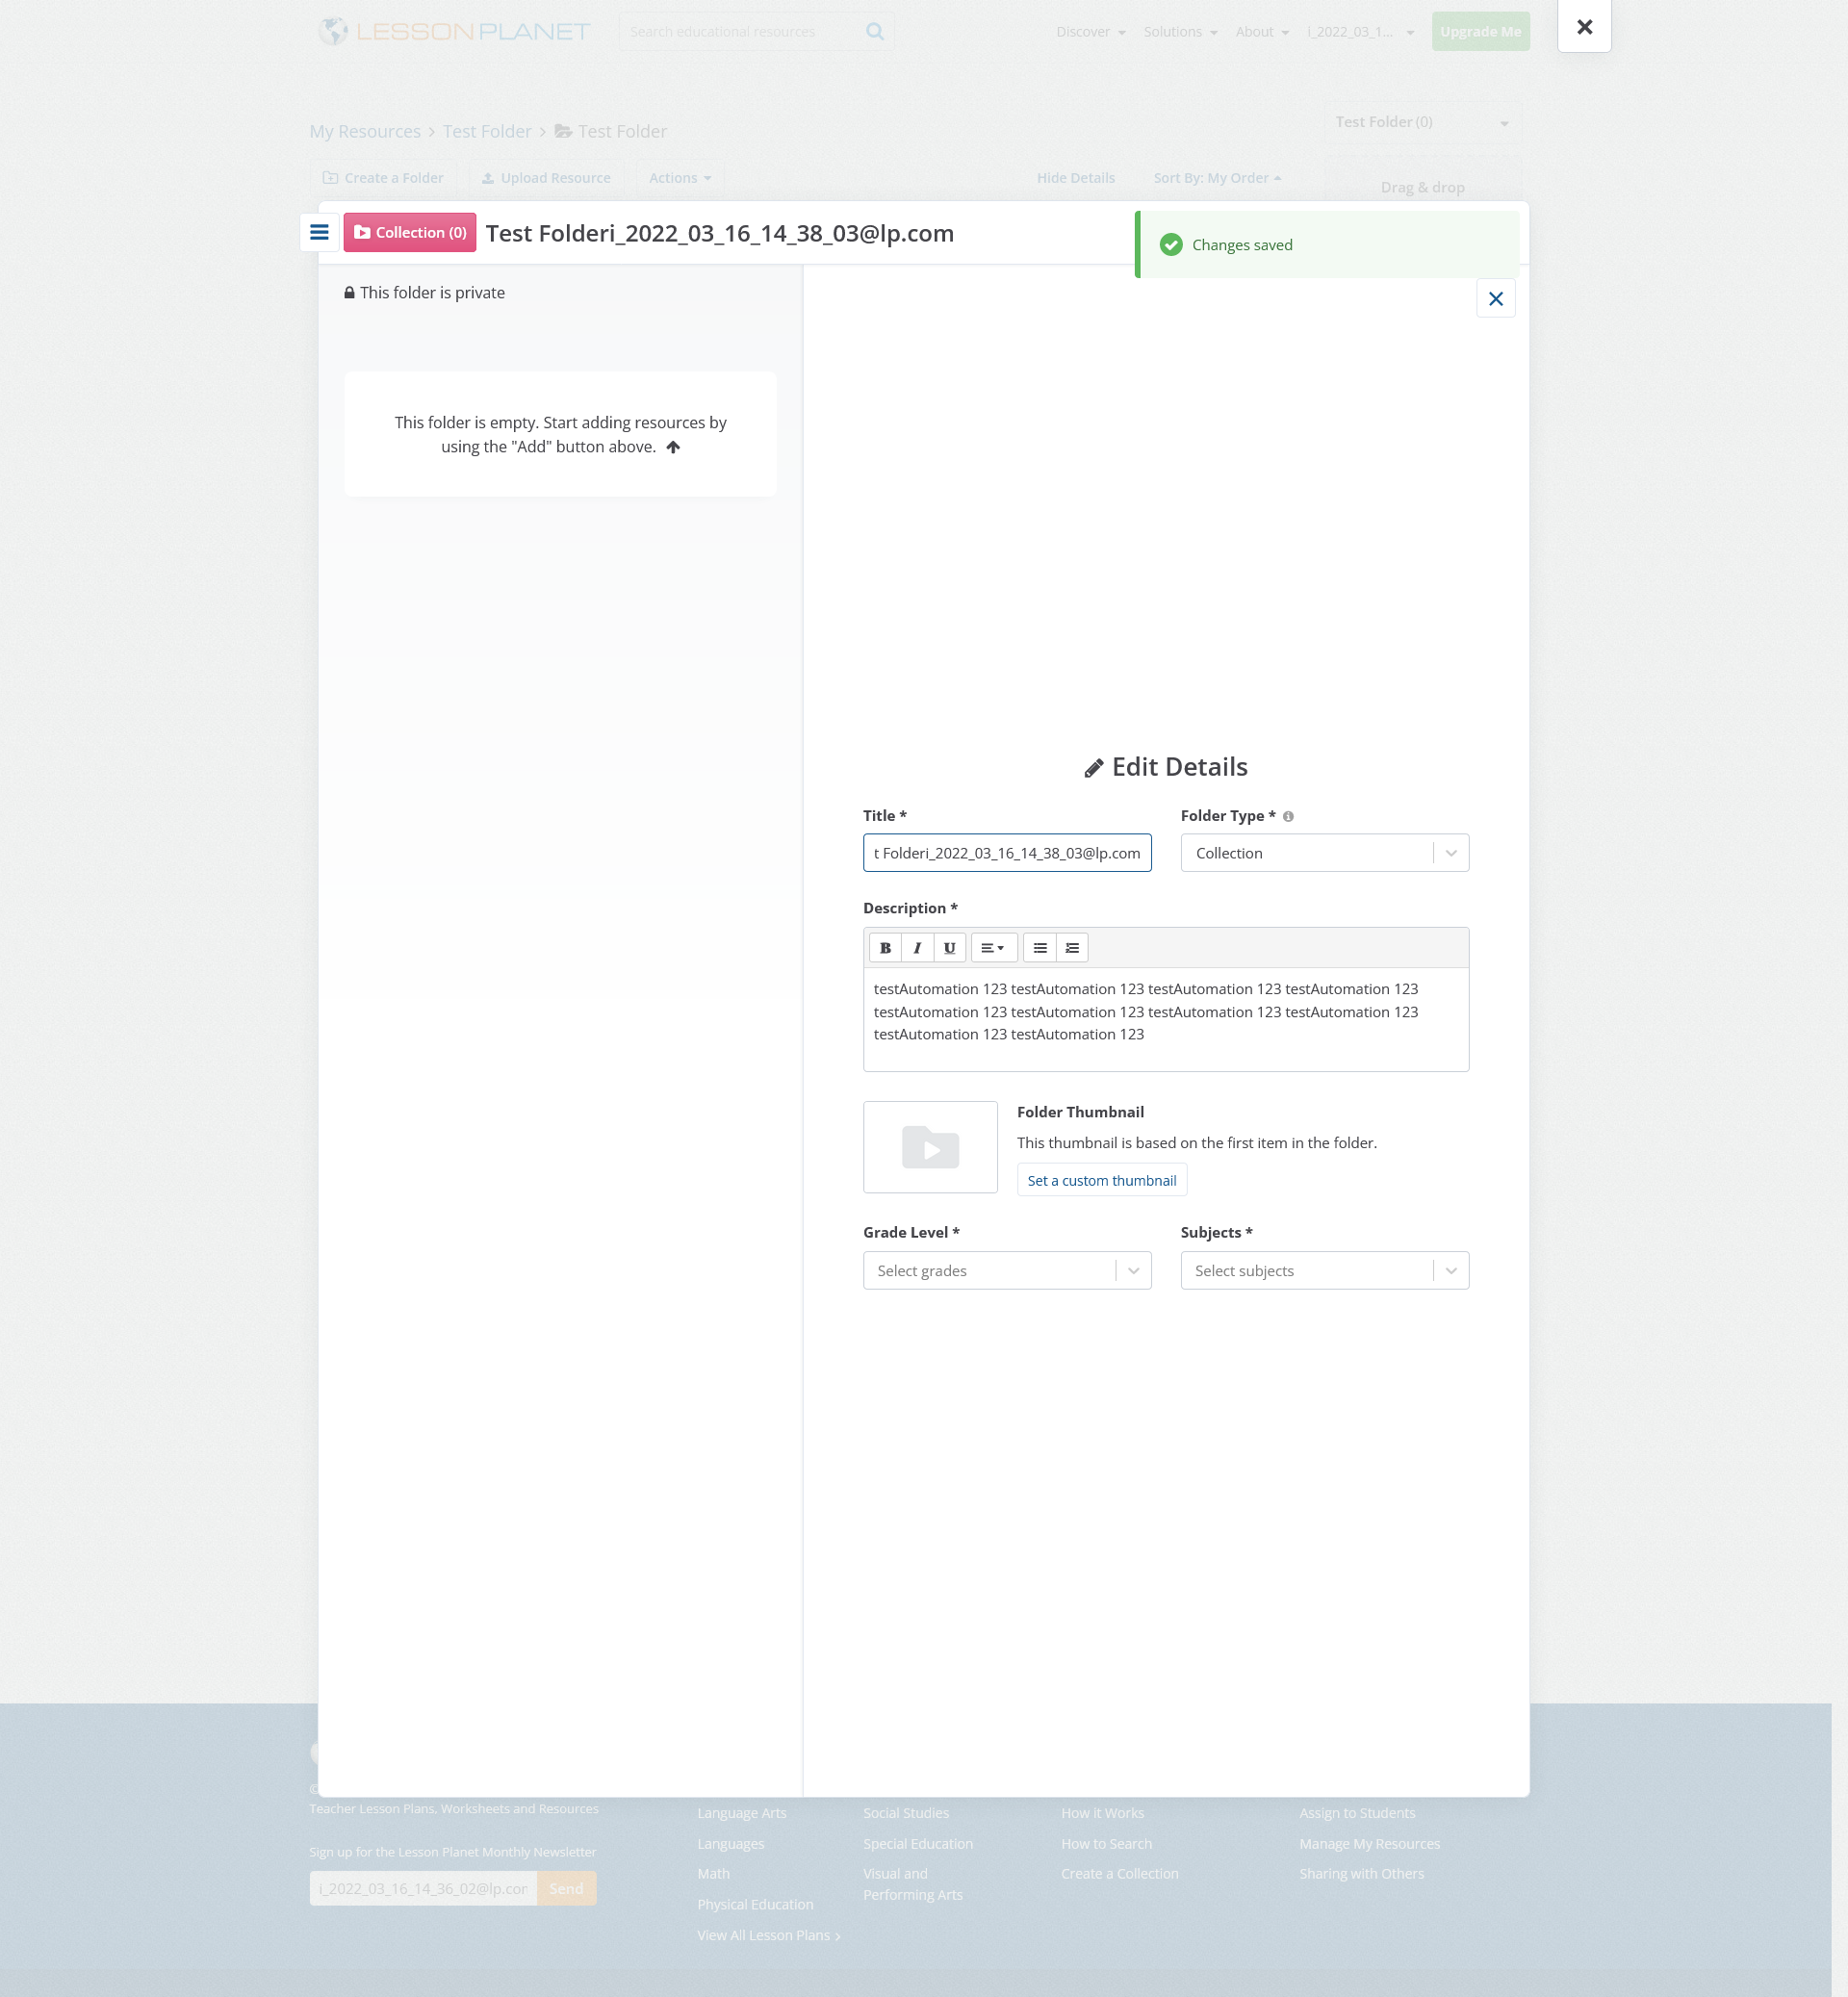 LESSON PLANET
Search educational resources
Discover
Solutions
About
i_2022_03_1...
Upgrade Me
My Resources > Test Folder > Test Folder
Test Folder (0)
Create a Folder
Upload Resource
Actions
Hide Details
Sort By: My Order
Drag & drop
Collection (0)
Test Folderi_2022_03_16_14_38_03@lp.com
Changes saved
This folder is private
This folder is empty. Start adding resources by
using the "Add" button above.
Edit Details
Title *
Folder Type *
t Folderi_2022_03_16_14_38_03@lp.com
Collection
Description *
B I U
testAutomation 123 testAutomation 123 testAutomation 123 testAutomation 123
testAutomation 123 testAutomation 123 testAutomation 123 testAutomation 123
testAutomation 123 testAutomation 123
Folder Thumbnail
This thumbnail is based on the first item in the folder.
Set a custom thumbnail
Grade Level *
Subjects *
Select grades
Select subjects
©
Teacher Lesson Plans, Worksheets and Resources
Sign up for the Lesson Planet Monthly Newsletter
i_2022_03_16_14_36_02@lp.com
Send
Language Arts
Languages
Math
Physical Education
View All Lesson Plans >
Social Studies
Special Education
Visual and
Performing Arts
How it Works
How to Search
Create a Collection
Assign to Students
Manage My Resources
Sharing with Others